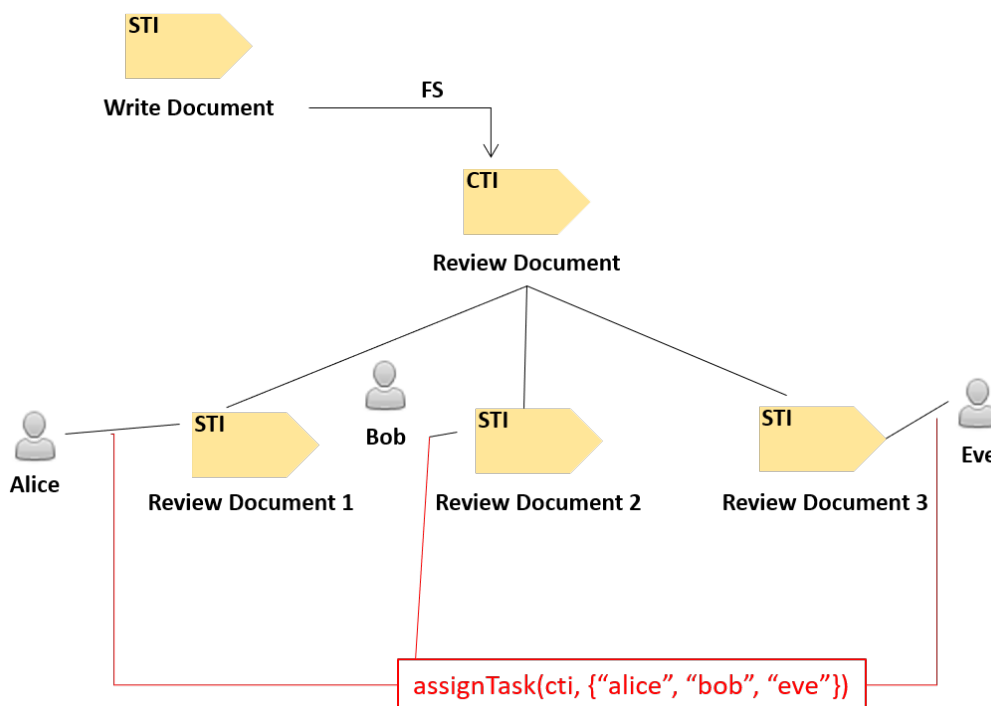 STI
Write Document
FS
CTI
Review Document
Bob
Alice
Eve
STI
STI
STI
Review Document 1
Review Document 2
Review Document 3
assignTask(cti, {“alice”, “bob”, “eve”})